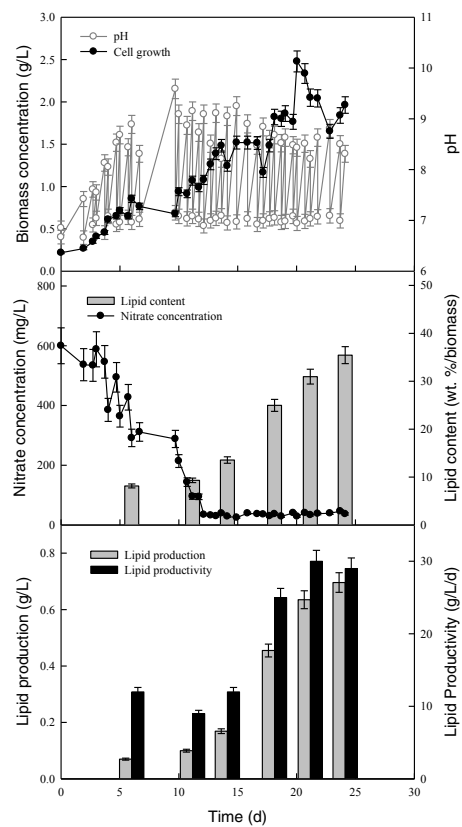 3.0
2.5
2.0
1.5
1.0
0.5
0.0
Biomass concentration (g/L)
pH
Cell growth
11
10
9
8
7
6
pH
800
600
400
200
0
Nitrate concentration (mg/L)
Lipid content
Nitrate concentration
50
40
30
20
10
0
Lipid content (wt. %/biomass)
0.8
0.6
0.4
0.2
0.0
Lipid production (g/L)
Lipid production
Lipid productivity
30
20
10
0
Lipid Productivity (g/L/d)
0 5 10 15 20 25 30
Time (d)